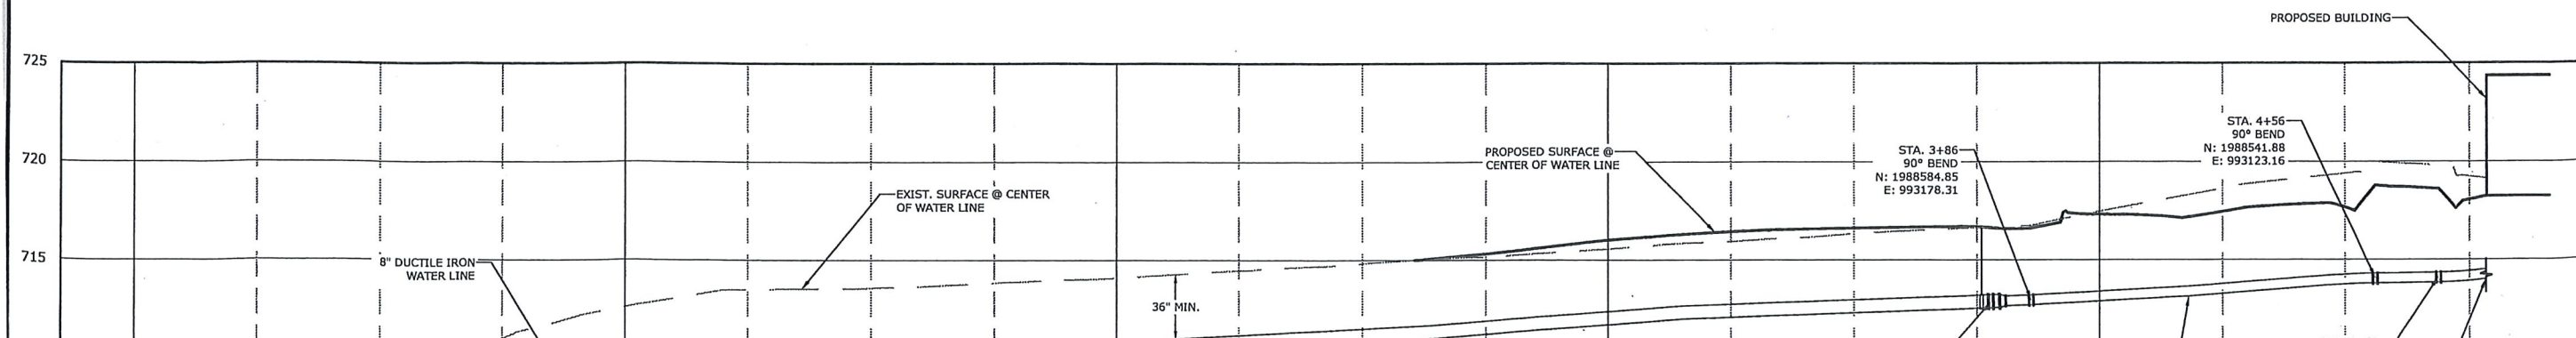 PROPOSED BUILDING
725
STA. 4+56
90° BEND
N: 1988541.88
E: 993123.16
720
PROPOSED SURFACE @
CENTER OF WATER LINE
STA. 3+86
90° BEND
N: 1988584.85
E: 993178.31
EXIST. SURFACE @ CENTER
OF WATER LINE
715
8" DUCTILE IRON
WATER LINE
36" MIN.